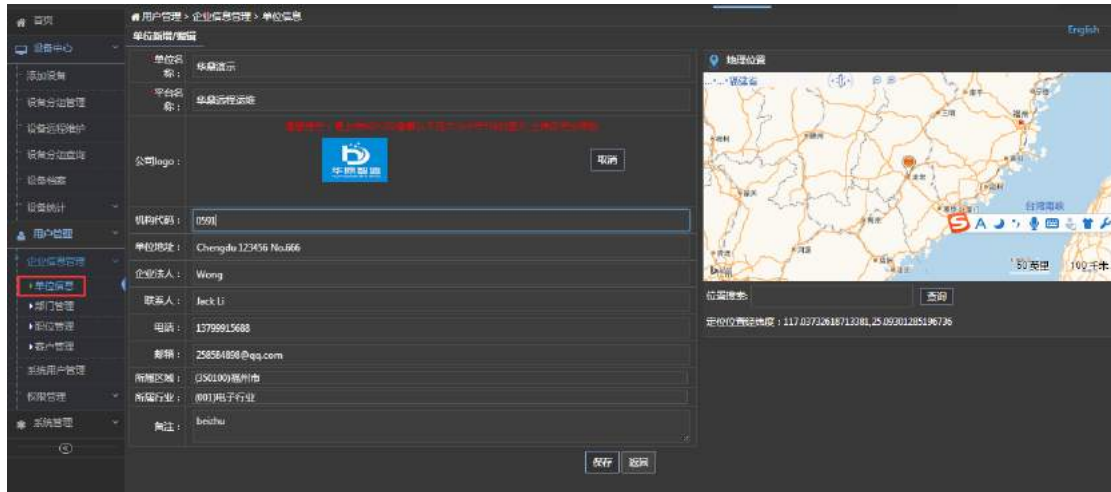 首页
设备中心
添加设备
设备分组管理
设备远程维护
设备分组查询
设备档案
设备统计
用户管理
企业信息管理
单位信息
部门管理
职位管理
客户管理
系统用户管理
权限管理
系统管理
用户管理 > 企业信息管理 > 单位信息
English
单位新增/编辑
单位名称：
华鼎演示
平台名称：
华鼎远程运维
公司logo：
华鼎智造
取消
机构代码：
0591
单位地址：
Chengdu 123456 No.666
企业法人：
Wong
联系人：
Jack Li
电话：
13799915688
邮箱：
258584898@qq.com
所属区域：
(350100)福州市
所属行业：
(001)电子行业
备注：
beizhu
保存
返回
地理位置
福建省
三明
福州
台湾海峡
50 英里
100 千米
位置搜索:
查询
定位位置经纬度：117.03732618713381,25.09301285196736